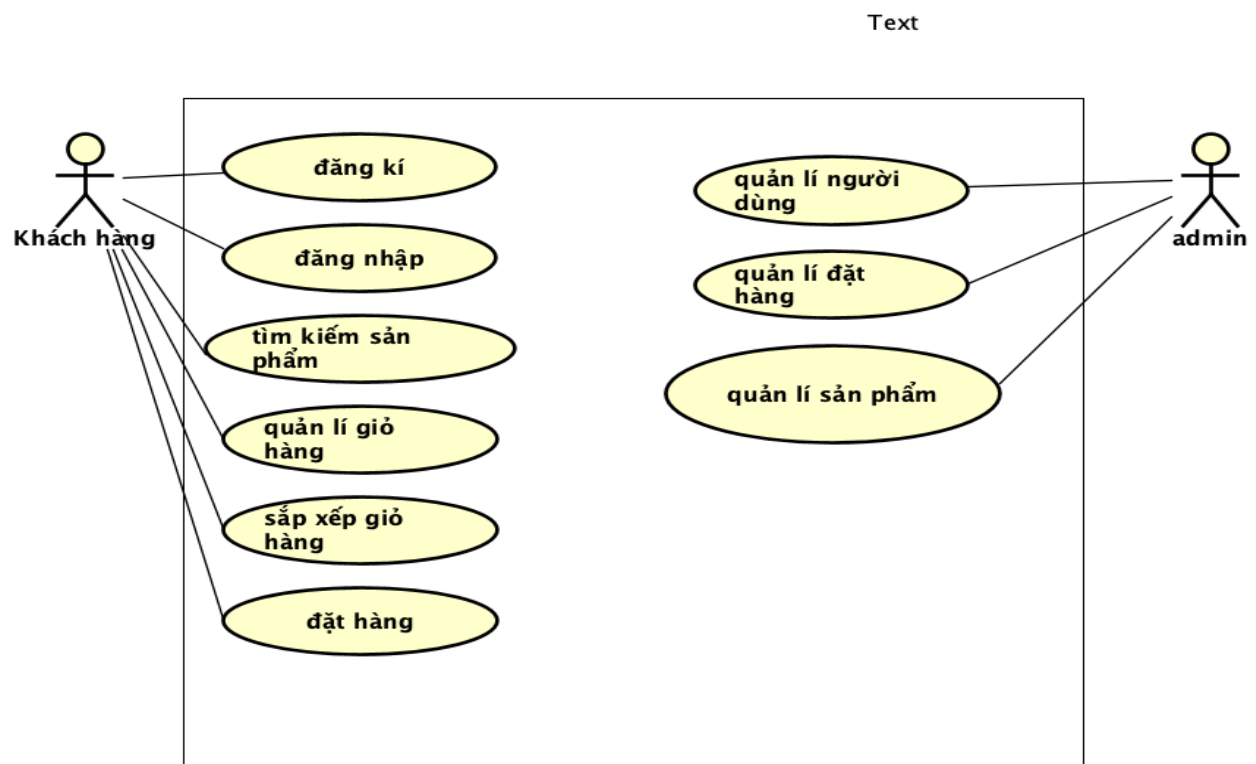 Text
Khách hàng
đăng kí
đăng nhập
tìm kiếm sản
phẩm
quản lí giỏ
hàng
sắp xếp giỏ
hàng
đặt hàng
quản lí người
dùng
quản lí đặt
hàng
quản lí sản phẩm
admin